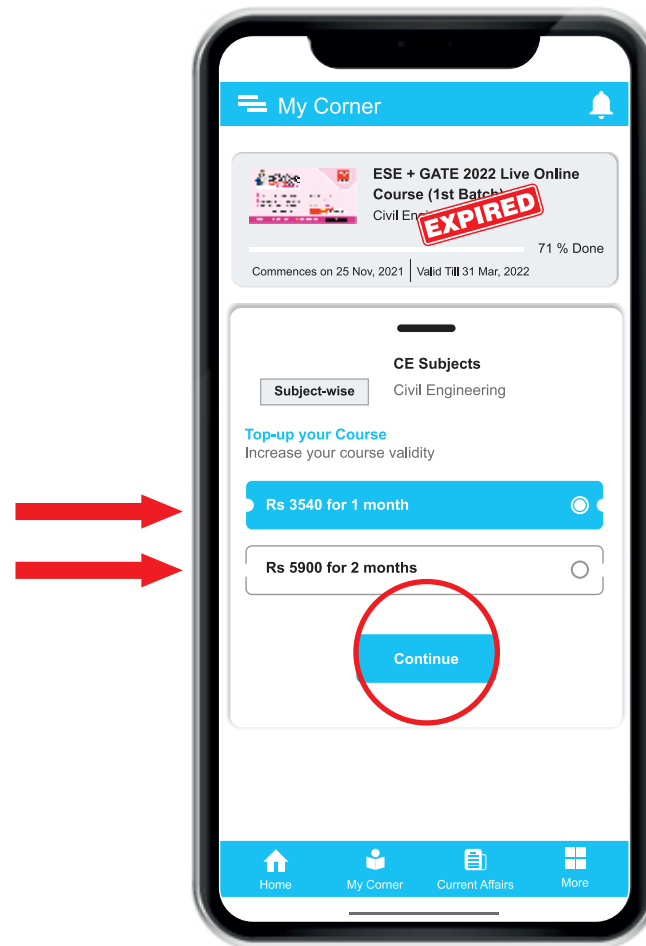 My Corner
ESE + GATE 2022 Live Online
Course (1st Batch)
Civil
EXPIRED
71 % Done
Commences on 25 Nov, 2021 | Valid Till 31 Mar, 2022
CE Subjects
Subject-wise
Civil Engineering
Top-up your Course
Increase your course validity
Rs 3540 for 1 month
Rs 5900 for 2 months
Continue
Home
My Corner
Current Affairs
More